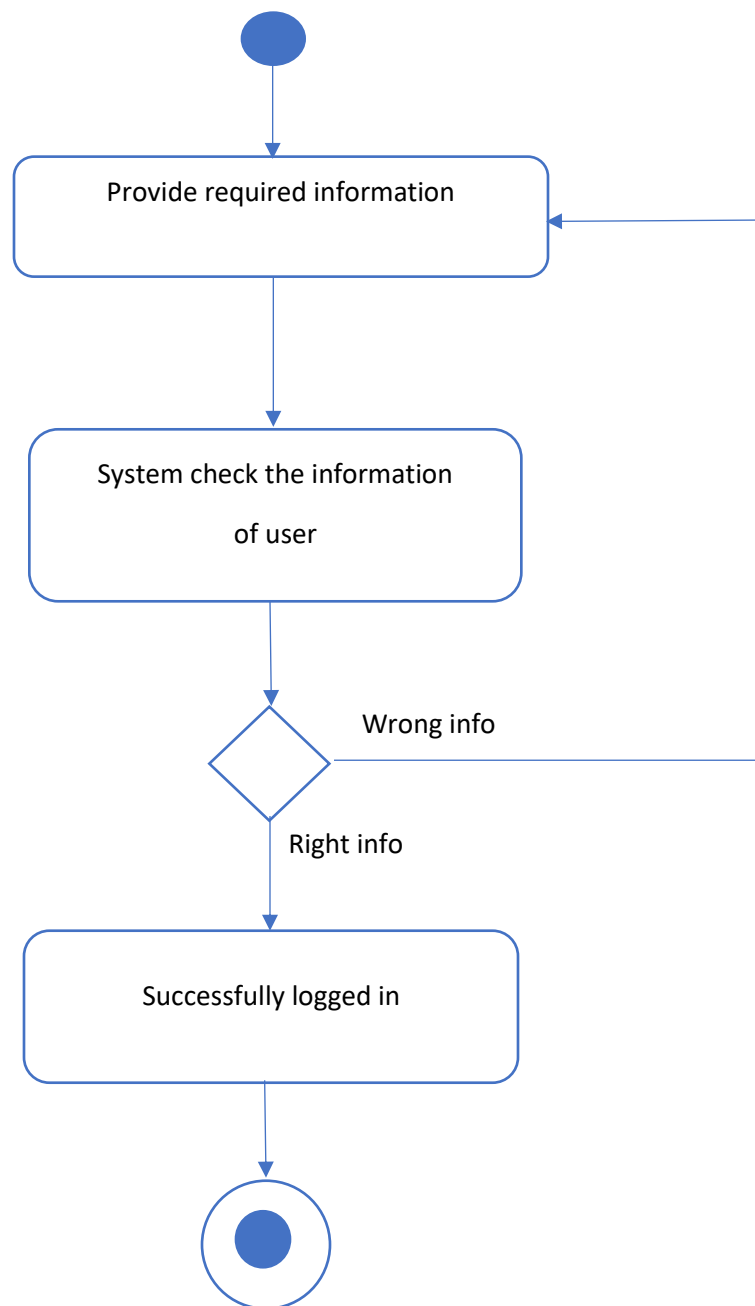 Provide required information
System check the information
of user
Wrong info
Right info
Successfully logged in